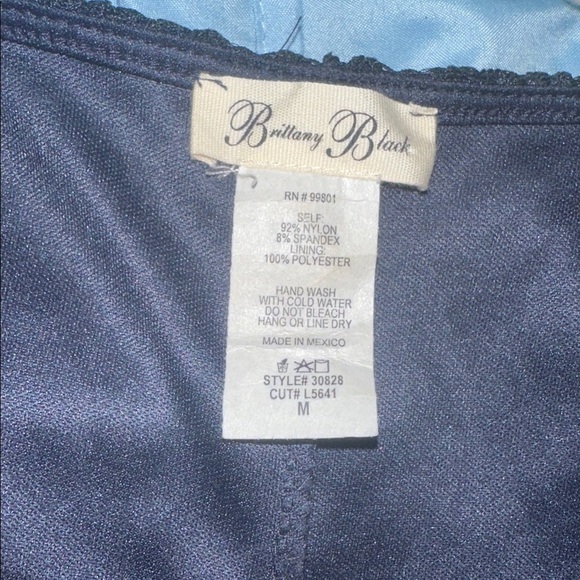 Brittany Black
RN # 99801
SELF:
92% NYLON
8% SPANDEX
LINING:
100% POLYESTER
HAND WASH
WITH COLD WATER
DO NOT BLEACH
HANG OR LINE DRY
MADE IN MEXICO
STYLE# 30828
CUT# L5641
M